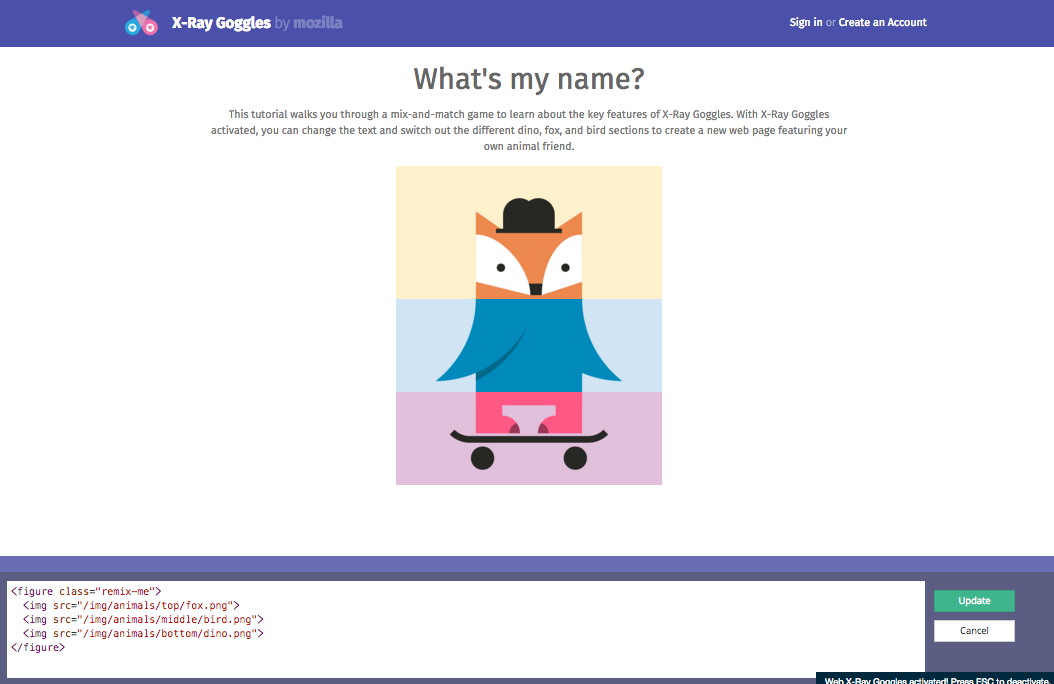 X-Ray Goggles by mozilla
Sign in or Create an Account
What's my name?
This tutorial walks you through a mix-and-match game to learn about the key features of X-Ray Goggles. With X-Ray Goggles
activated, you can change the text and switch out the different dino, fox, and bird sections to create a new web page featuring your
own animal friend.
<figure class="remix-me">
  <img src="/img/animals/top/fox.png">
  <img src="/img/animals/middle/bird.png">
  <img src="/img/animals/bottom/dino.png">
</figure>
Update
Cancel
Web X-Ray Goggles activated! Press ESC to deactivate.